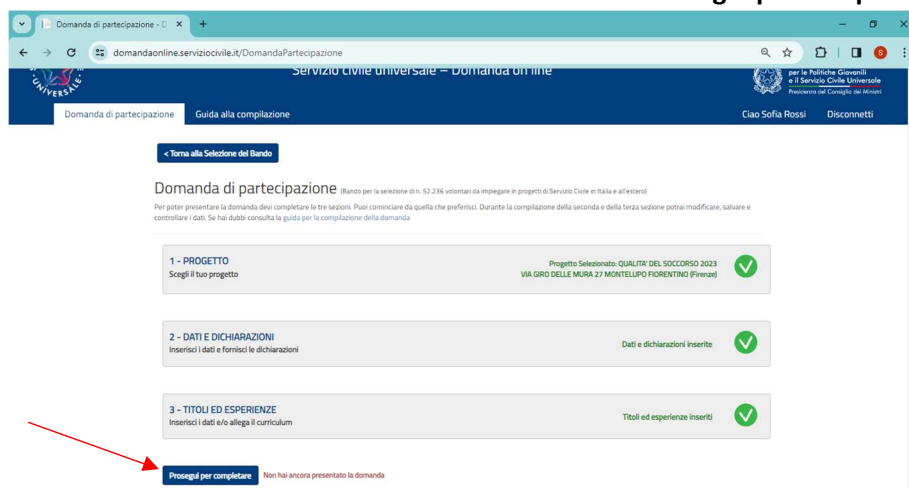 Domanda di partecipazione - D
domandaonline.serviziocivile.it/DomandaPartecipazione
S
UNIVERSALE
Servizio civile universale – Domanda on line
per le Politiche Giovanili
e il Servizio Civile Universale
Presidenza del Consiglio dei Ministri
Domanda di partecipazione Guida alla compilazione Ciao Sofia Rossi Disconnetti
< Torna alla Selezione del Bando
Domanda di partecipazione (Bando per la selezione di n. 52.236 volontari da impiegare in progetti di Servizio Civile in Italia e all'estero)
Per poter presentare la domanda devi completare le tre sezioni. Puoi cominciare da quella che preferisci. Durante la compilazione della seconda e della terza sezione potrai modificare, salvare e
controllare i dati. Se hai dubbi consulta la guida per la compilazione della domanda
1 - PROGETTO
Scegli il tuo progetto
Progetto Selezionato: QUALITA' DEL SOCCORSO 2023
VIA GIRO DELLE MURA 27 MONTELUPO FIORENTINO (Firenze)
2 - DATI E DICHIARAZIONI
Inserisci i dati e fornisci le dichiarazioni
Dati e dichiarazioni inserite
3 - TITOLI ED ESPERIENZE
Inserisci i dati e/o allega il curriculum
Titoli ed esperienze inseriti
Prosegui per completare Non hai ancora presentato la domanda